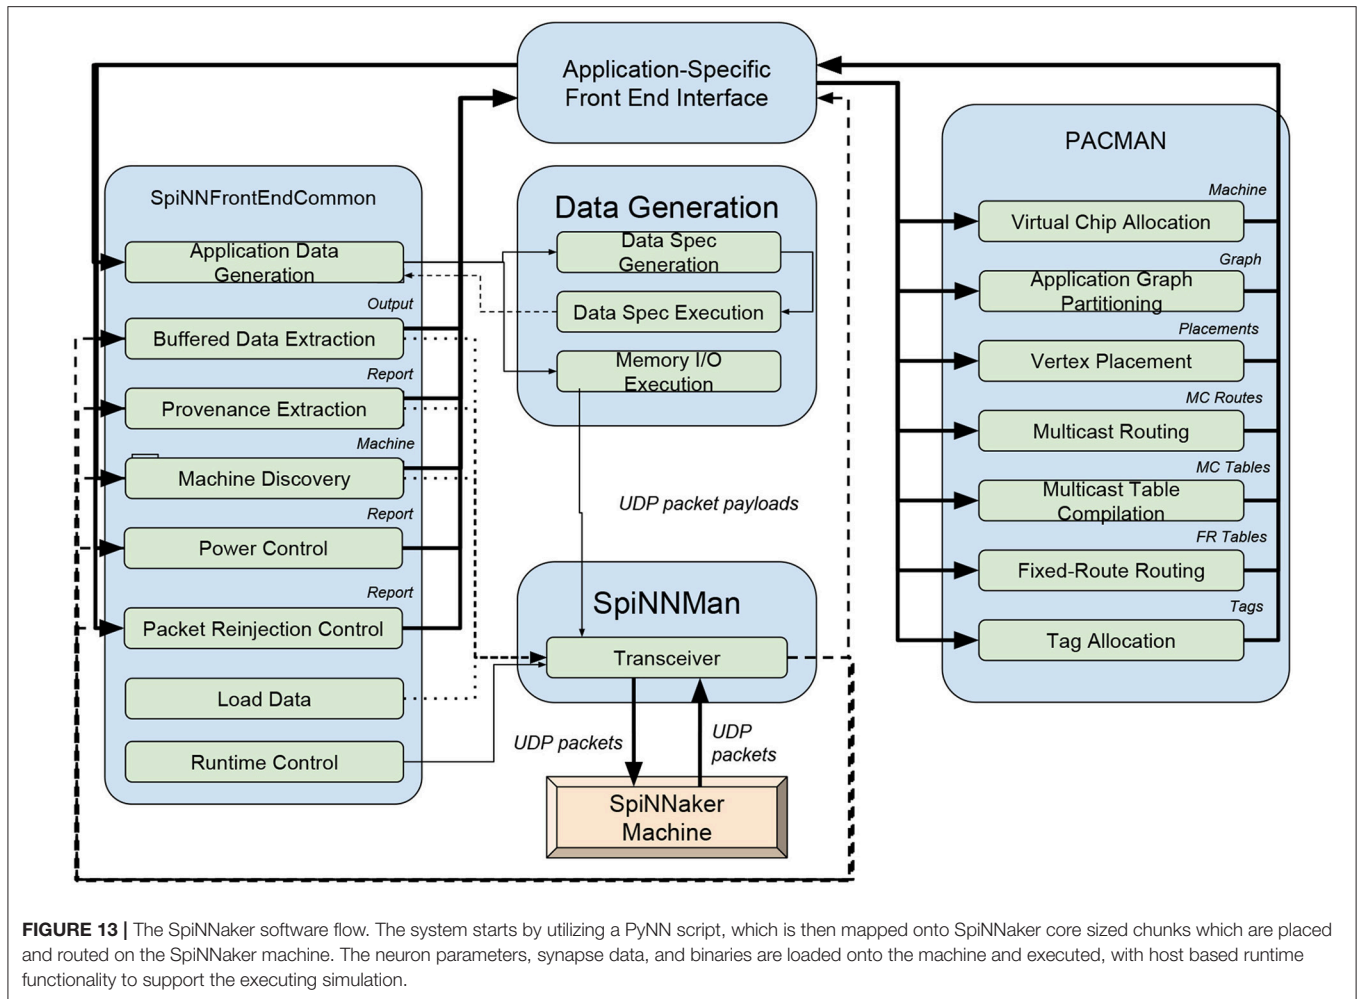 Application-Specific
Front End Interface
SpiNNFrontEndCommon
Application Data
Generation
Output
Buffered Data Extraction
Report
Provenance Extraction
Machine
Machine Discovery
Report
Power Control
Report
Packet Reinjection Control
Load Data
Runtime Control
Data Generation
Data Spec
Generation
Data Spec Execution
Memory I/O
Execution
UDP packet payloads
SpiNNMan
Transceiver
UDP packets
UDP
packets
SpiNNaker
Machine
PACMAN
Machine
Virtual Chip Allocation
Graph
Application Graph
Partitioning
Placements
Vertex Placement
MC Routes
Multicast Routing
MC Tables
Multicast Table
Compilation
FR Tables
Fixed-Route Routing
Tags
Tag Allocation
FIGURE 13 | The SpiNNaker software flow. The system starts by utilizing a PyNN script, which is then mapped onto SpiNNaker core sized chunks which are placed
and routed on the SpiNNaker machine. The neuron parameters, synapse data, and binaries are loaded onto the machine and executed, with host based runtime
functionality to support the executing simulation.